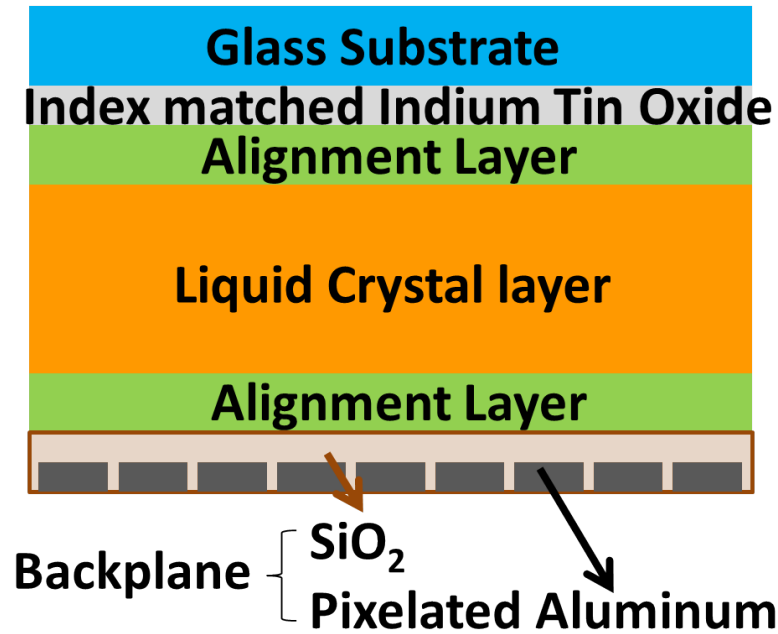 Glass Substrate
Index matched Indium Tin Oxide
Alignment Layer
Liquid Crystal layer
Alignment Layer
Backplane
SiO₂
Pixelated Aluminum